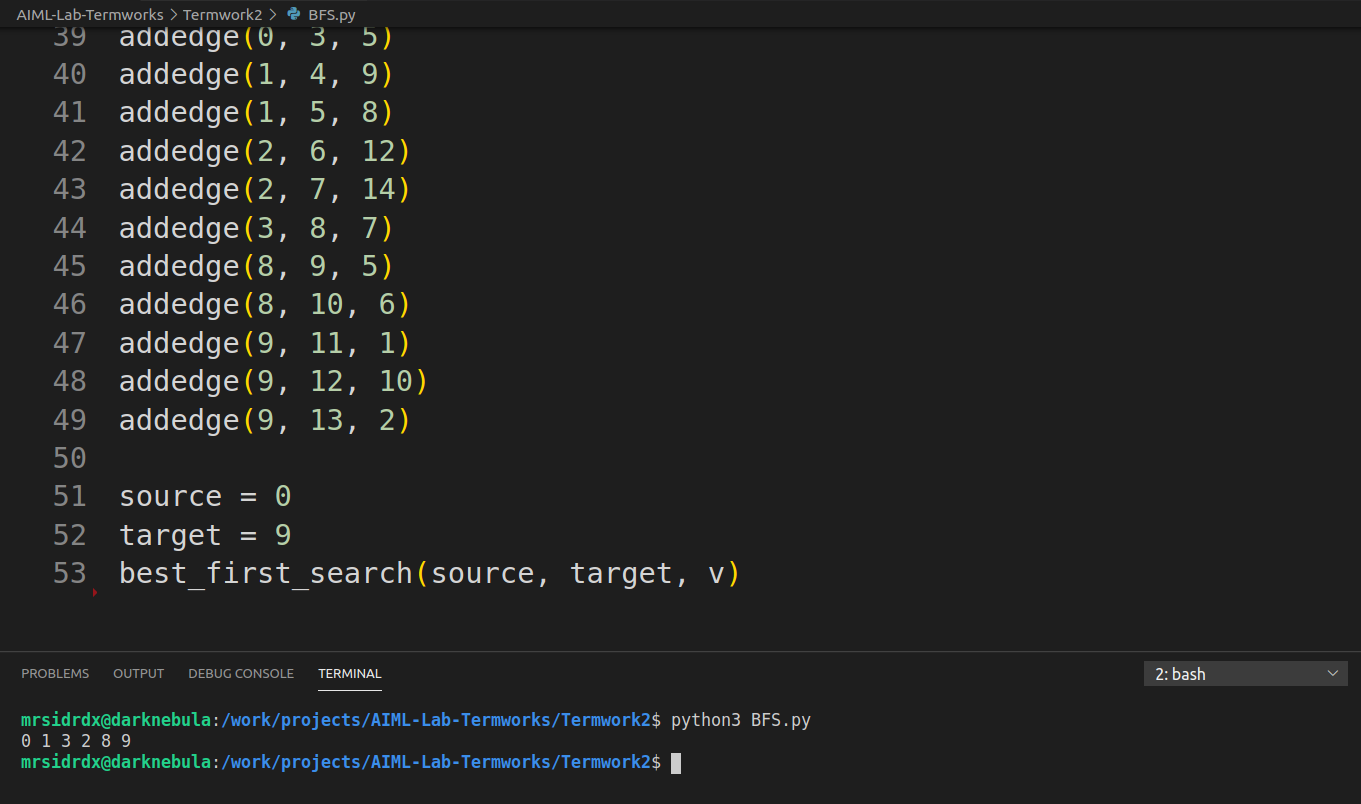 AIML-Lab-Termworks > Termwork2 > BFS.py
39 addedge(0, 3, 5)
40 addedge(1, 4, 9)
41 addedge(1, 5, 8)
42 addedge(2, 6, 12)
43 addedge(2, 7, 14)
44 addedge(3, 8, 7)
45 addedge(8, 9, 5)
46 addedge(8, 10, 6)
47 addedge(9, 11, 1)
48 addedge(9, 12, 10)
49 addedge(9, 13, 2)
50
51 source = 0
52 target = 9
53 best_first_search(source, target, v)
PROBLEMS OUTPUT DEBUG CONSOLE TERMINAL 2: bash
mrsidrdx@darknebula:/work/projects/AIML-Lab-Termworks/Termwork2$ python3 BFS.py
0 1 3 2 8 9
mrsidrdx@darknebula:/work/projects/AIML-Lab-Termworks/Termwork2$